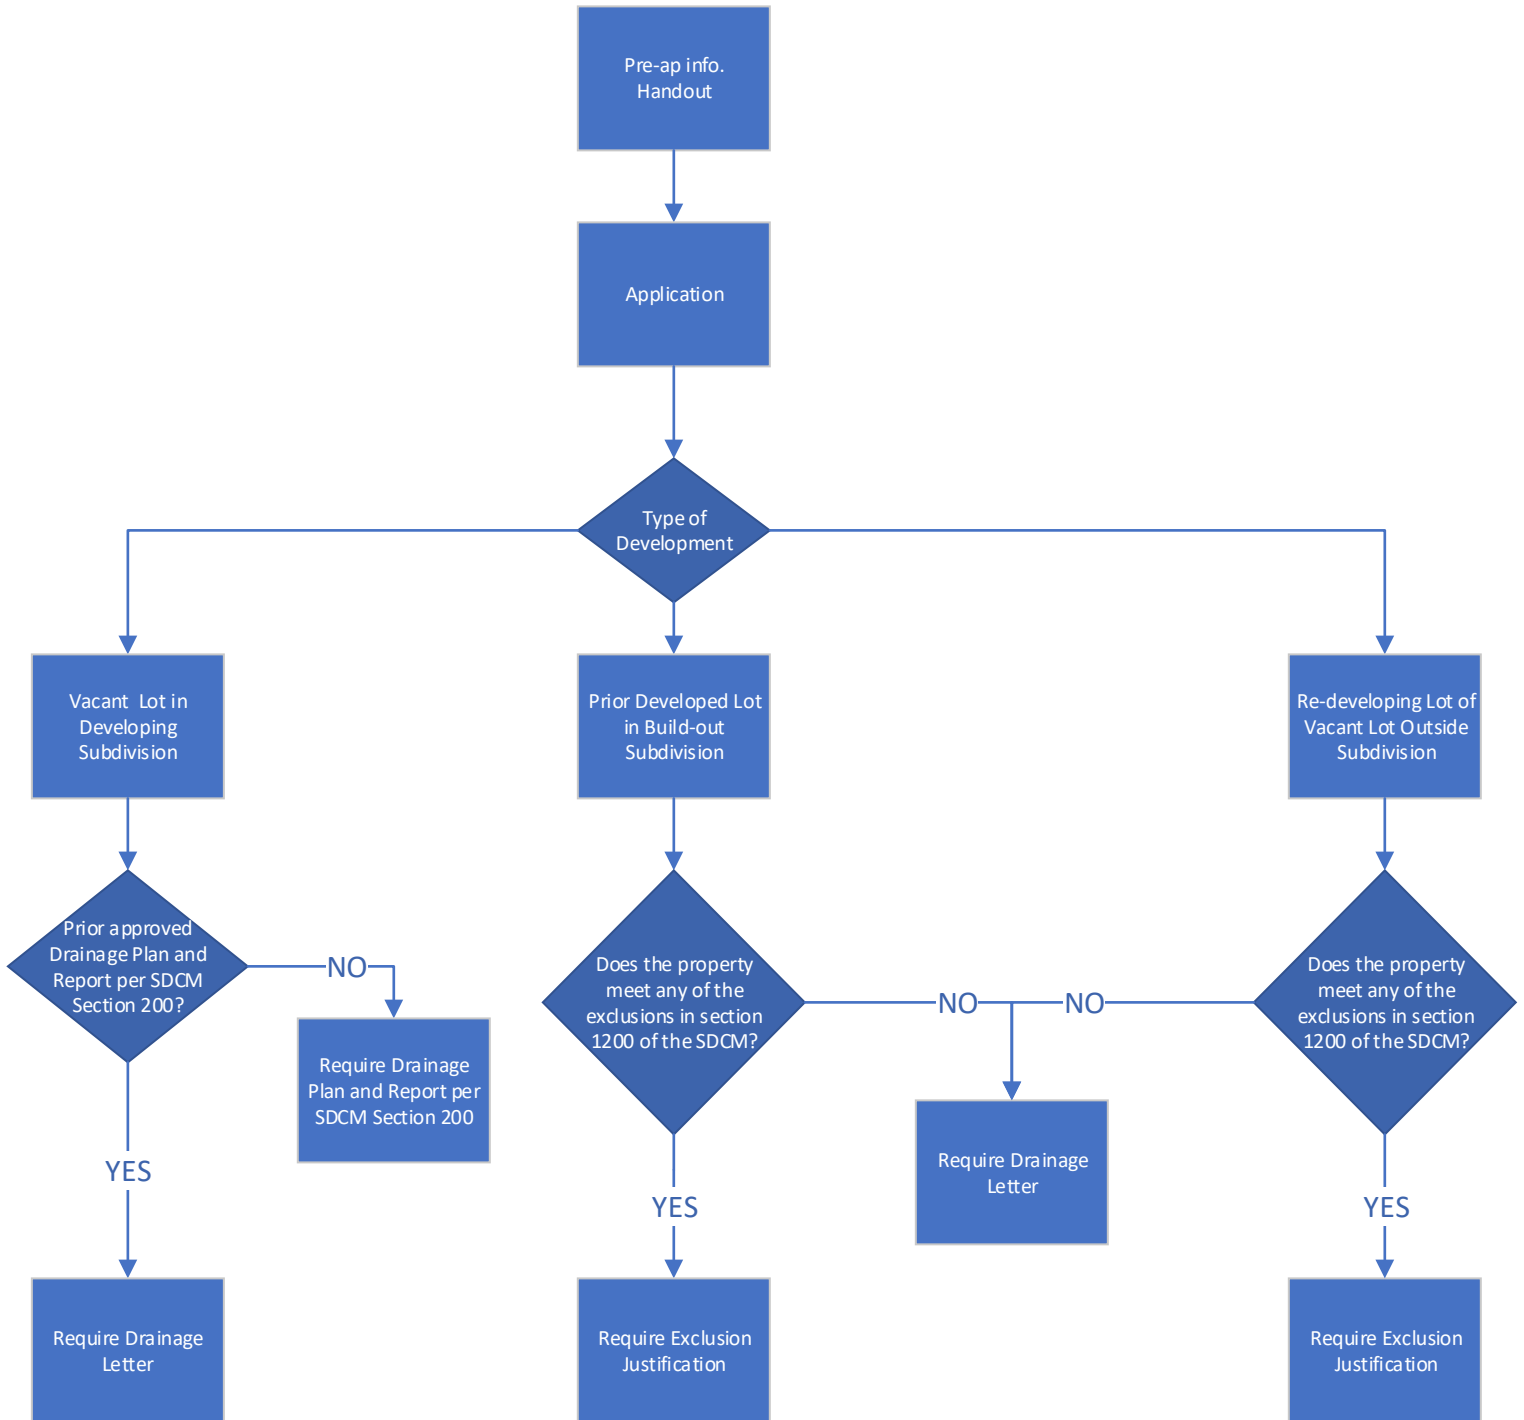 Pre-ap info.
Handout
Application
Type of
Development
Vacant Lot in
Developing
Subdivision
Prior Developed Lot
in Build-out
Subdivision
Re-developing Lot of
Vacant Lot Outside
Subdivision
Prior approved
Drainage Plan and
Report per SDCM
Section 200?
NO
Require Drainage
Plan and Report per
SDCM Section 200
YES
Require Drainage
Letter
Does the property
meet any of the
exclusions in section
1200 of the SDCM?
NO
YES
Require Exclusion
Justification
Require Drainage
Letter
Does the property
meet any of the
exclusions in section
1200 of the SDCM?
NO
YES
Require Exclusion
Justification